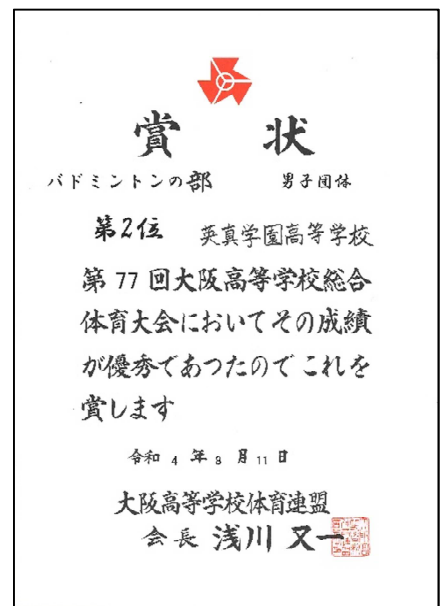 賞 状
バドミントンの部 男子団体
第2位 英真学園高等学校
第 77 回大阪高等学校総合
体育大会においてその成績
が優秀であつたので これを
賞します
令和 4 年 8 月 11 日
大阪高等学校体育連盟
会長 浅川 又一